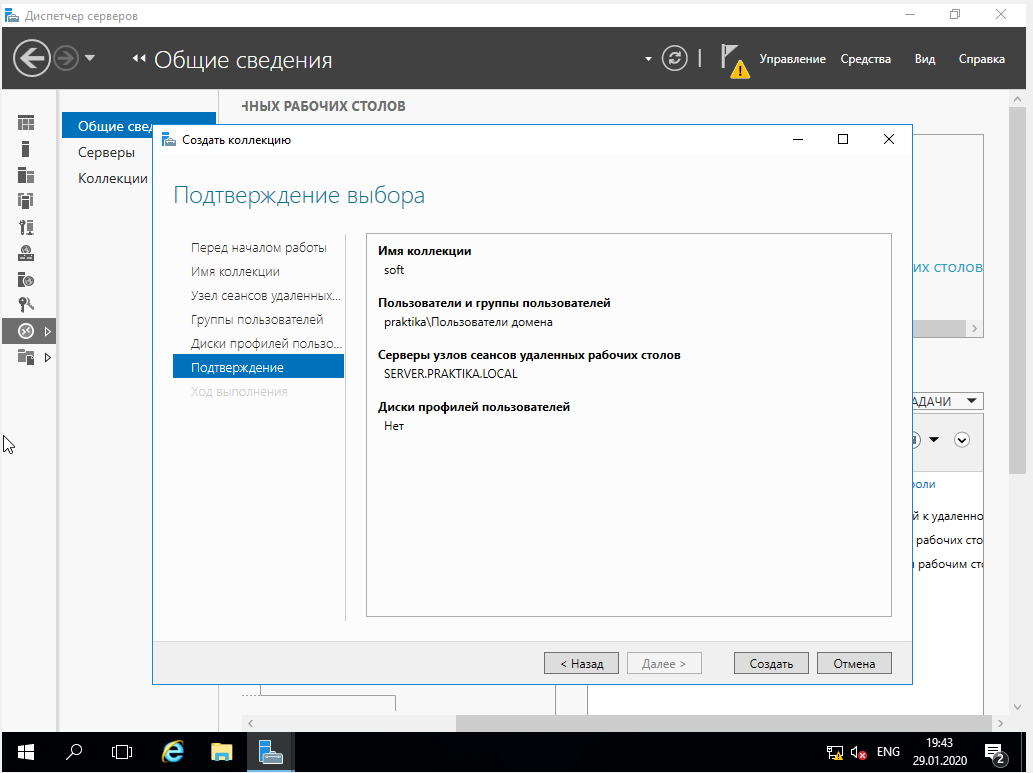 Диспетчер серверов
Общие сведения
Управление Средства Вид Справка
ННЫХ РАБОЧИХ СТОЛОВ
Общие свед
Серверы
Коллекции
Создать коллекцию
Подтверждение выбора
Перед началом работы
Имя коллекции
Узел сеансов удаленных...
Группы пользователей
Диски профилей пользо...
Подтверждение
Ход выполнения
Имя коллекции
soft
Пользователи и группы пользователей
praktika\Пользователи домена
Серверы узлов сеансов удаленных рабочих столов
SERVER.PRAKTIKA.LOCAL
Диски профилей пользователей
Нет
их столов
АДАЧИ
роли
й к удаленно
рабочих сто
рабочим сто
< Назад Далее > Создать Отмена
ENG
19:43
29.01.2020
2